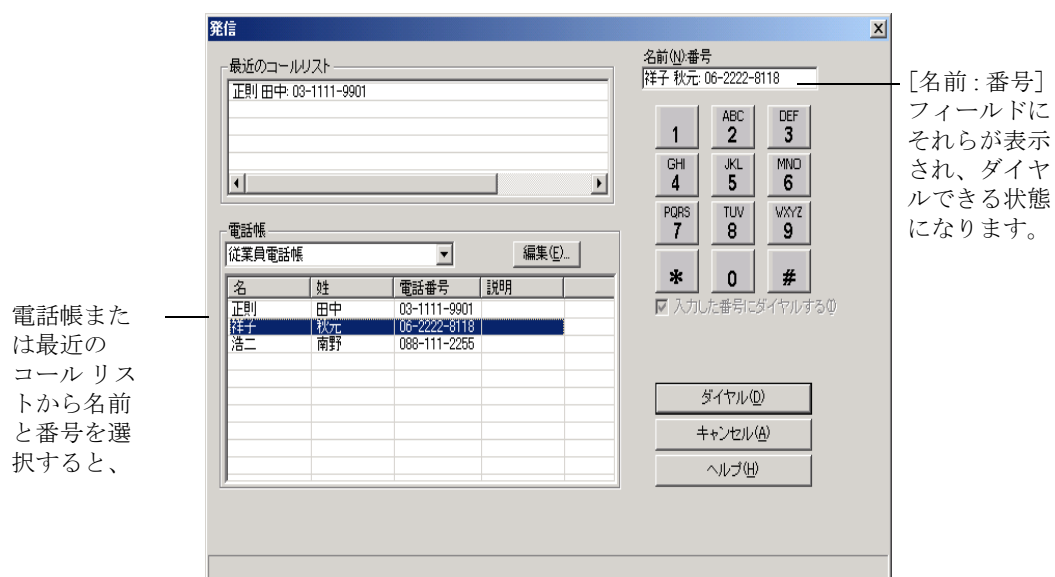 発信
最近のコールリスト
正則 田中: 03-1111-9901
電話帳
従業員電話帳
編集(E)...
名 姓 電話番号 説明
正則 田中 03-1111-9901
祥子 秋元 06-2222-8118
浩二 南野 088-111-2255
名前(N):番号
祥子 秋元: 06-2222-8118
1 ABC 2 DEF 3
GHI 4 JKL 5 MNO 6
PQRS 7 TUV 8 WXYZ 9
* 0 #
入力した番号にダイヤルする(I)
ダイヤル(D)
キャンセル(A)
ヘルプ(H)
電話帳また
は最近の
コール リス
トから名前
と番号を選
択すると、
[名前 : 番号]
フィールドに
それらが表示
され、ダイヤ
ルできる状態
になります。